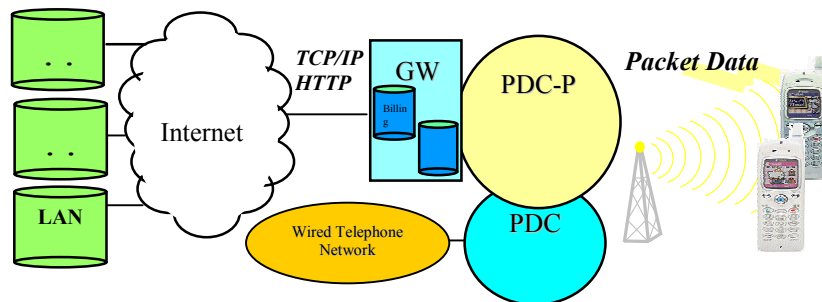 . .
. .
LAN
Internet
TCP/IP
HTTP
GW
Billin
g
PDC-P
Packet Data
Wired Telephone
Network
PDC